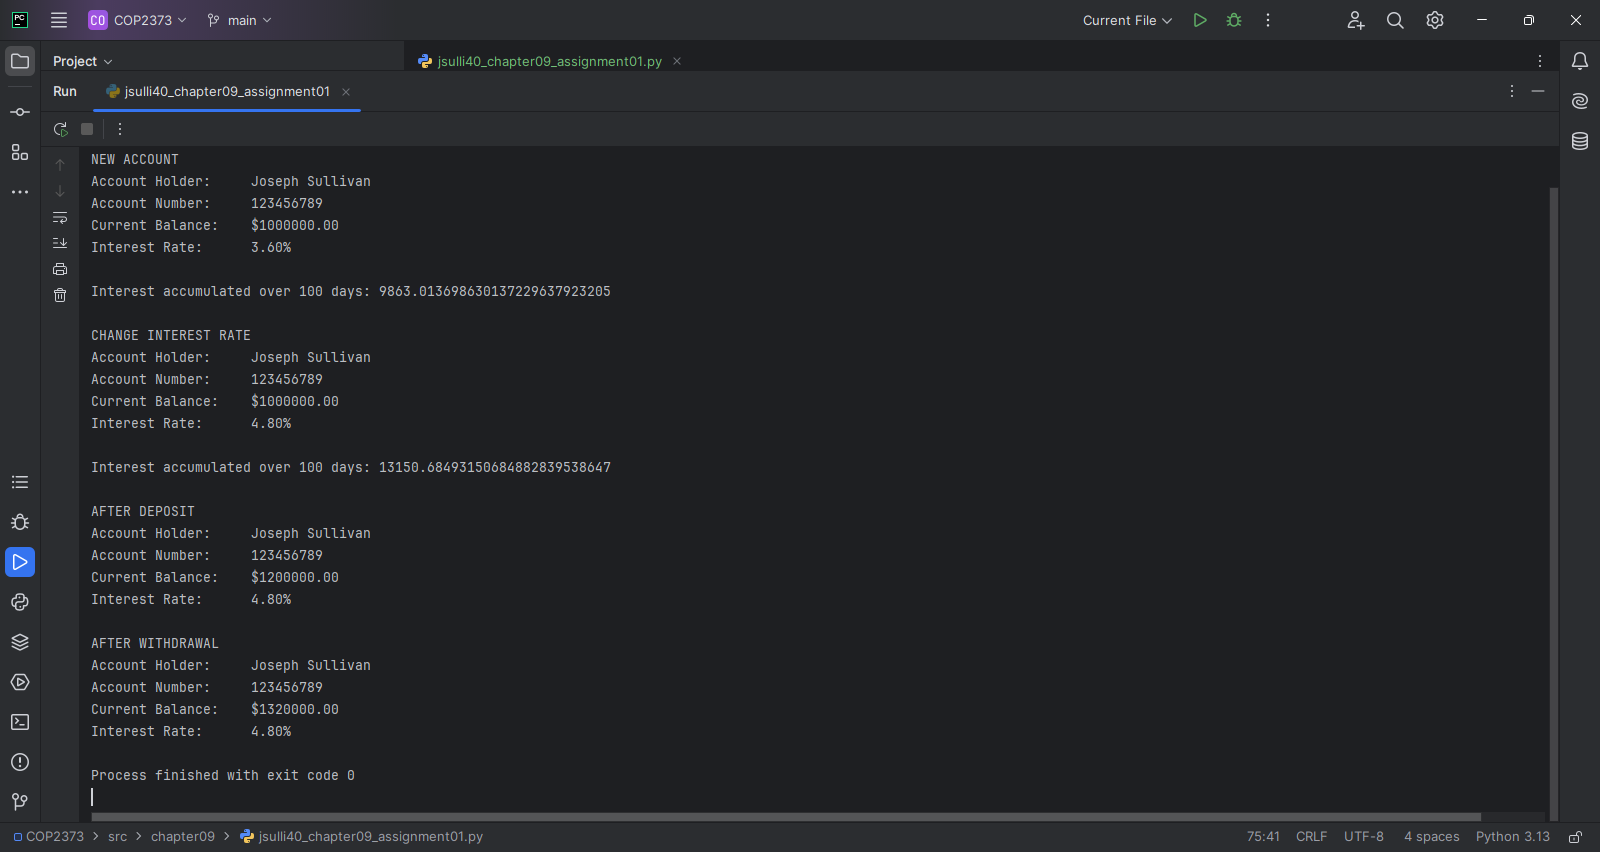 PC CO COP2373 main Current File
Project jsulli40_chapter09_assignment01.py
Run jsulli40_chapter09_assignment01
NEW ACCOUNT
Account Holder: Joseph Sullivan
Account Number: 123456789
Current Balance: $1000000.00
Interest Rate: 3.60%
Interest accumulated over 100 days: 9863.013698630137229637923205
CHANGE INTEREST RATE
Account Holder: Joseph Sullivan
Account Number: 123456789
Current Balance: $1000000.00
Interest Rate: 4.80%
Interest accumulated over 100 days: 13150.68493150684882839538647
AFTER DEPOSIT
Account Holder: Joseph Sullivan
Account Number: 123456789
Current Balance: $1200000.00
Interest Rate: 4.80%
AFTER WITHDRAWAL
Account Holder: Joseph Sullivan
Account Number: 123456789
Current Balance: $1320000.00
Interest Rate: 4.80%
Process finished with exit code 0
COP2373 > src > chapter09 > jsulli40_chapter09_assignment01.py 75:41 CRLF UTF-8 4 spaces Python 3.13